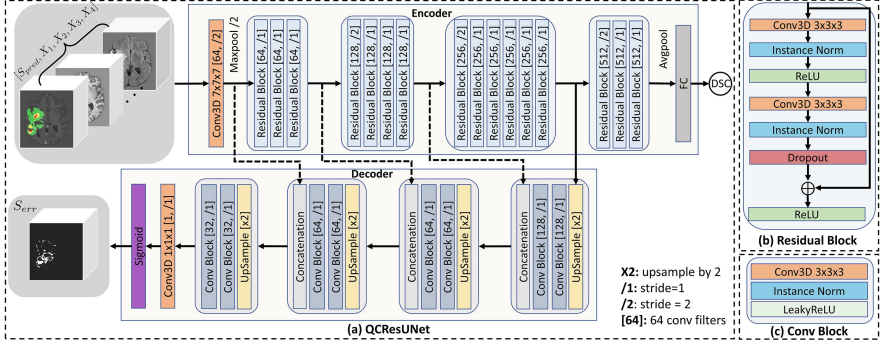 [S_pred, X_1, X_2, X_3, X_4]
Encoder
Conv3D 7x7x7 [64, /2]
Maxpool /2
Residual Block [64, /1]
Residual Block [64, /1]
Residual Block [64, /1]
Residual Block [128, /2]
Residual Block [128, /1]
Residual Block [128, /1]
Residual Block [128, /1]
Residual Block [256, /2]
Residual Block [256, /1]
Residual Block [256, /1]
Residual Block [256, /1]
Residual Block [256, /1]
Residual Block [256, /1]
Residual Block [512, /2]
Residual Block [512, /1]
Residual Block [512, /1]
Avgpool
FC
DSC
Decoder
S_err
Sigmoid
Conv3D 1x1x1 [1, /1]
Conv Block [32, /1]
Conv Block [32, /1]
UpSample [x2]
Concatenation
Conv Block [64, /1]
Conv Block [64, /1]
UpSample [x2]
Concatenation
Conv Block [64, /1]
Conv Block [64, /1]
UpSample [x2]
Concatenation
Conv Block [128, /1]
Conv Block [128, /1]
UpSample [x2]
X2: upsample by 2
/1: stride=1
/2: stride = 2
[64]: 64 conv filters
(a) QCResUNet
Conv3D 3x3x3
Instance Norm
ReLU
Conv3D 3x3x3
Instance Norm
Dropout
ReLU
(b) Residual Block
Conv3D 3x3x3
Instance Norm
LeakyReLU
(c) Conv Block